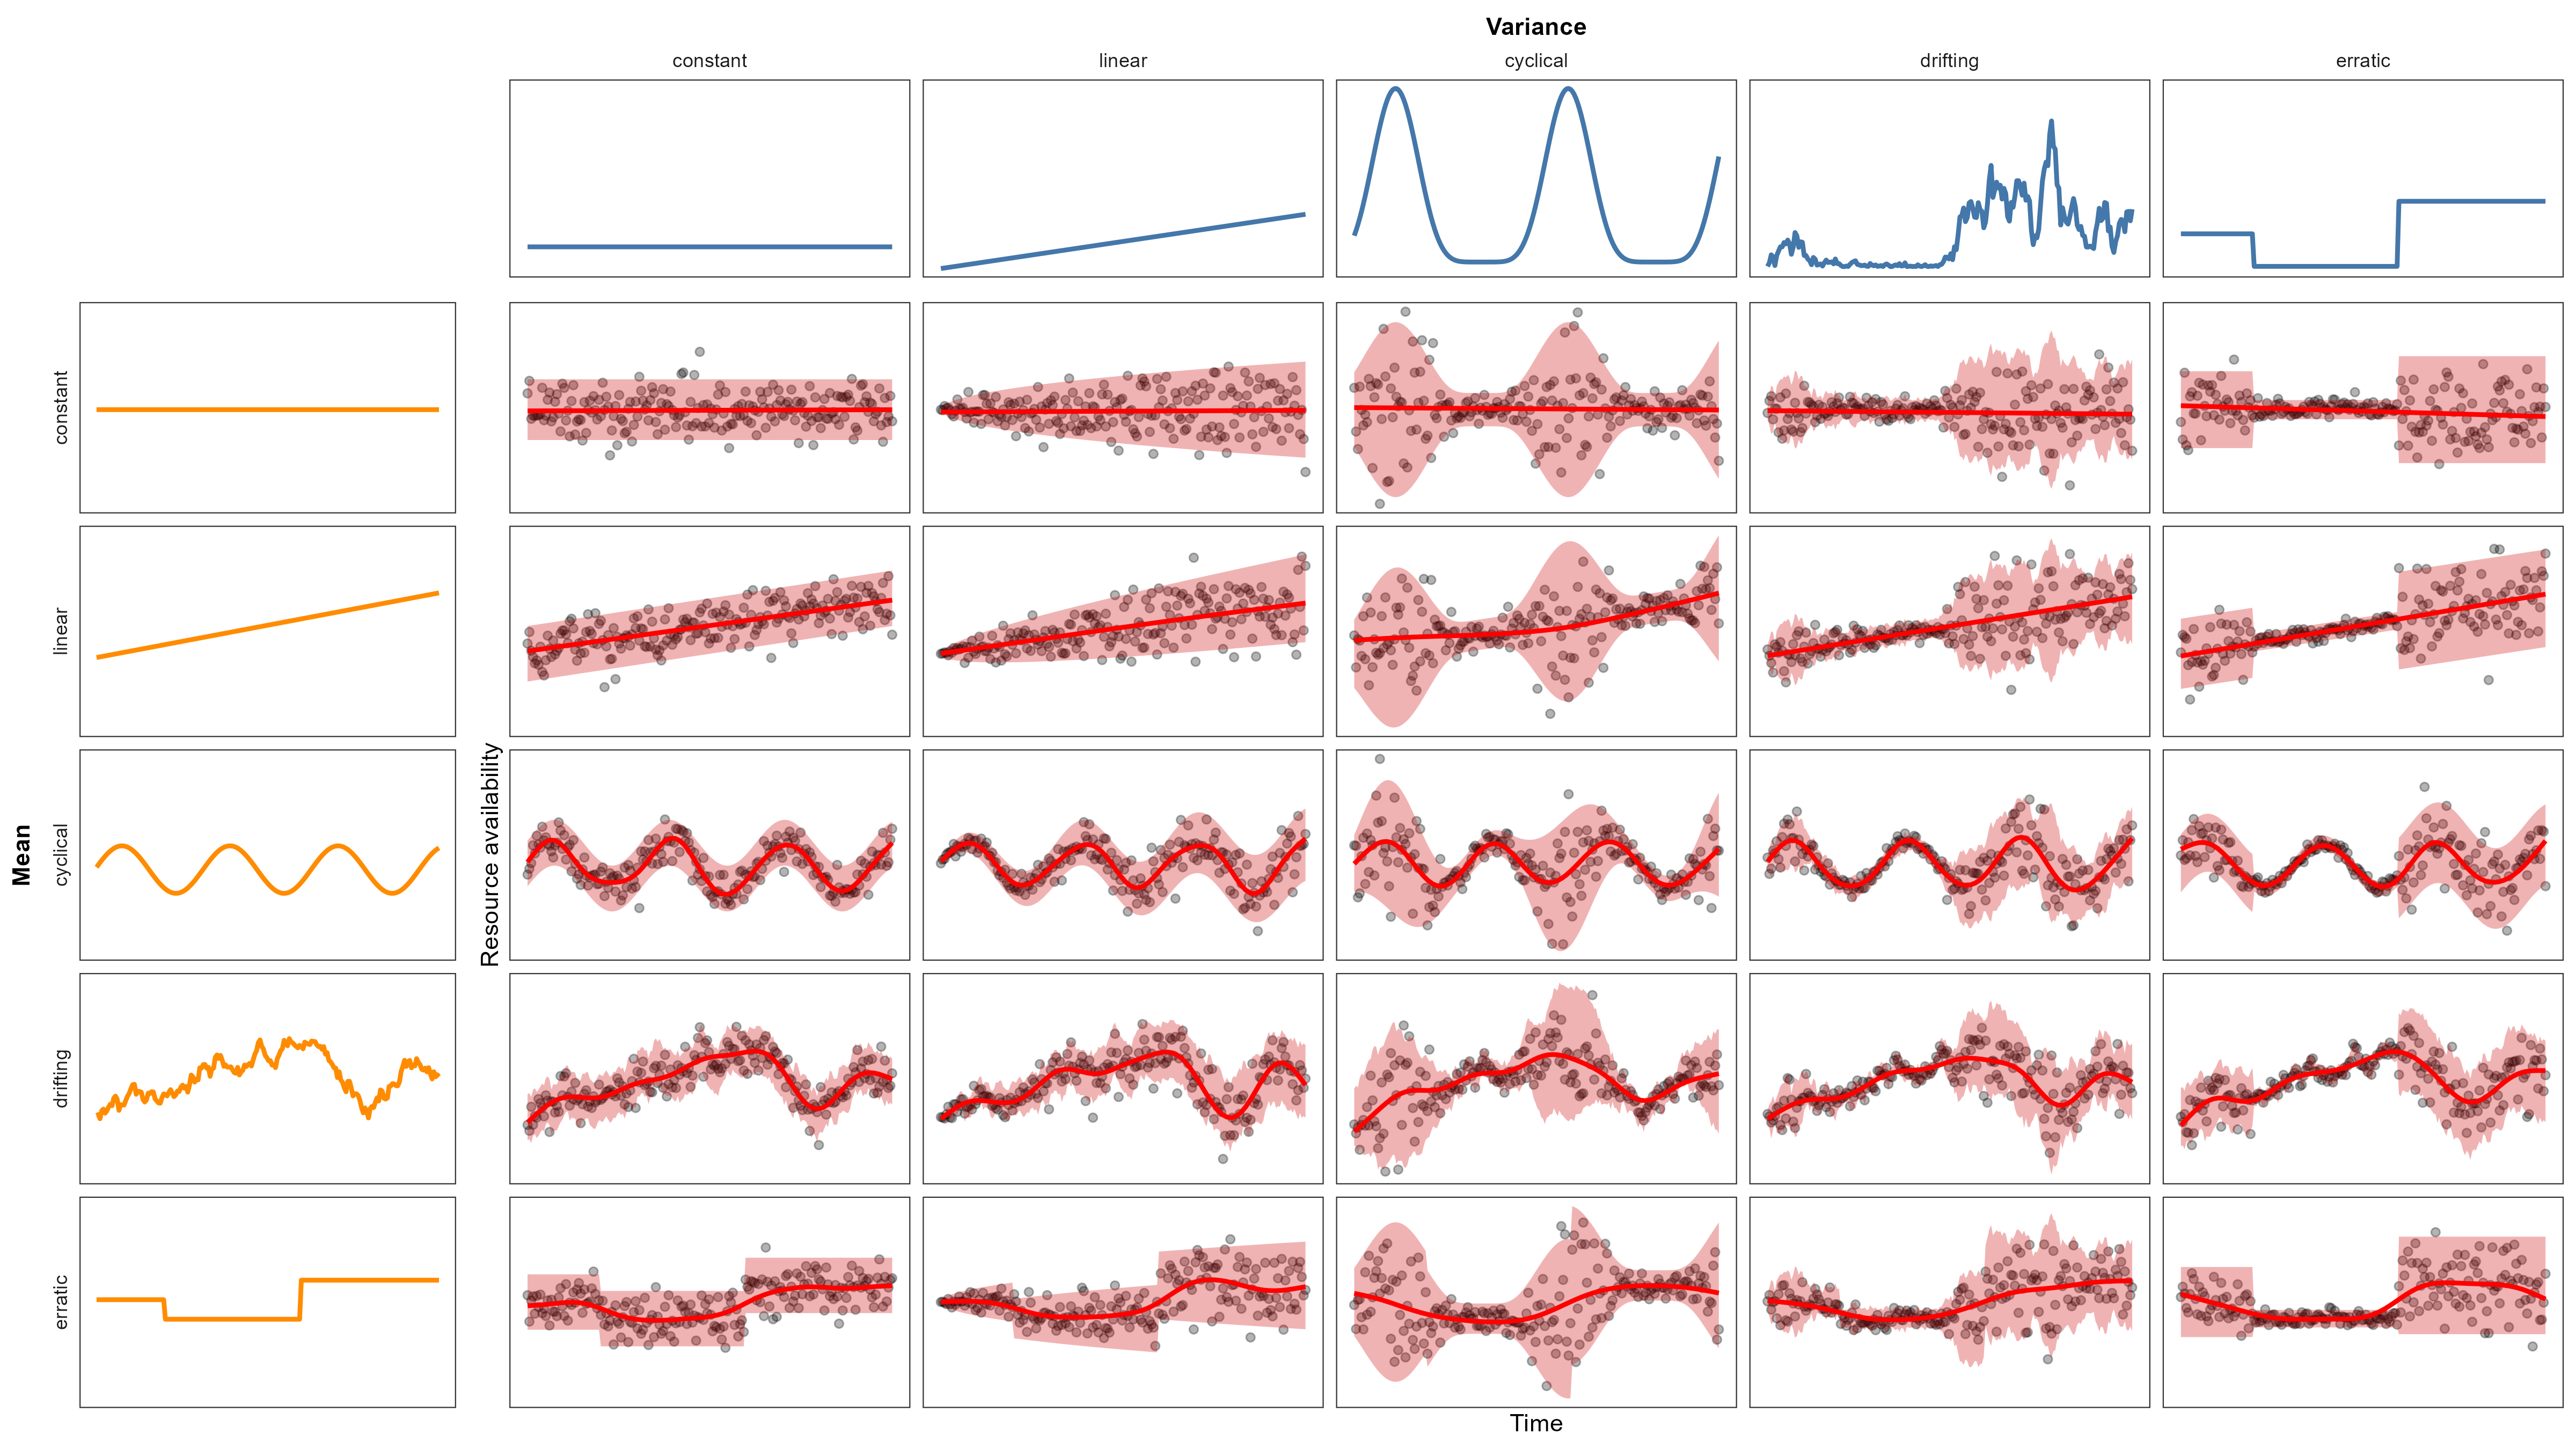 Variance
constant
linear
cyclical
drifting
erratic
Mean
constant
linear
cyclical
drifting
erratic
Resource availability
Time